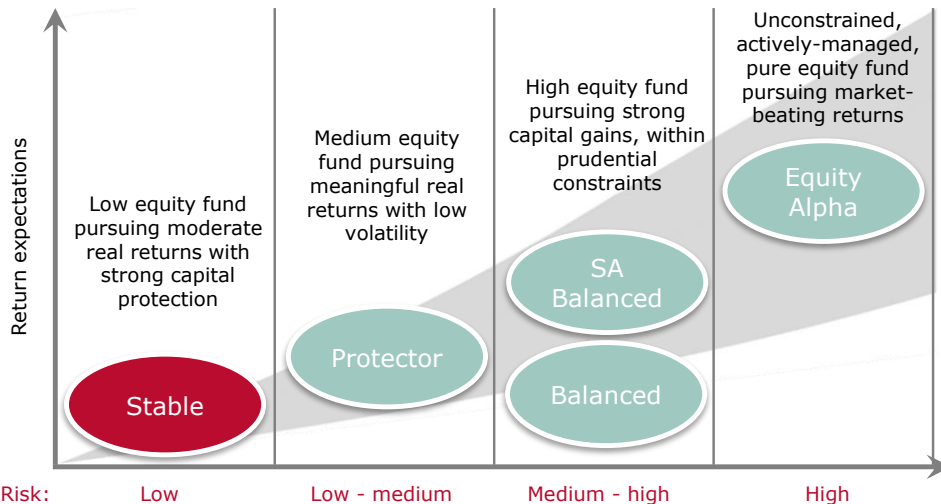 Return expectations
Low equity fund
pursuing moderate
real returns with
strong capital
protection
Stable
Medium equity
fund pursuing
meaningful real
returns with low
volatility
Protector
High equity fund
pursuing strong
capital gains, within
prudential
constraints
SA
Balanced
Balanced
Unconstrained,
actively-managed,
pure equity fund
pursuing market-
beating returns
Equity
Alpha
Risk:
Low
Low - medium
Medium - high
High